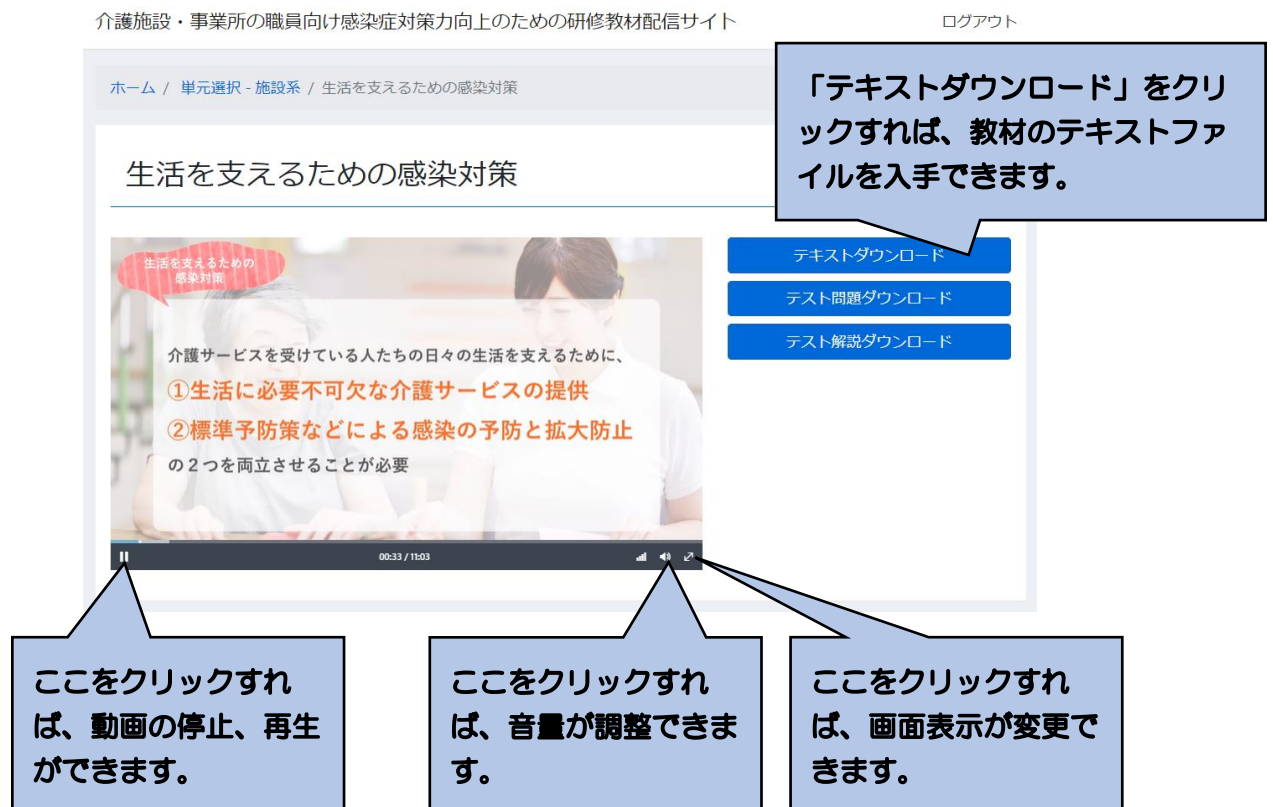 介護施設・事業所の職員向け感染症対策力向上のための研修教材配信サイト
ログアウト
ホーム / 単元選択 - 施設系 / 生活を支えるための感染対策
「テキストダウンロード」をクリ
ックすれば、教材のテキストファ
イルを入手できます。
生活を支えるための感染対策
生活を支えるための
感染対策
介護サービスを受けている人たちの日々の生活を支えるために、
①生活に必要不可欠な介護サービスの提供
②標準予防策などによる感染の予防と拡大防止
の２つを両立させることが必要
00:33 / 11:03
テキストダウンロード
テスト問題ダウンロード
テスト解説ダウンロード
ここをクリックすれ
ば、動画の停止、再生
ができます。
ここをクリックすれ
ば、音量が調整できま
す。
ここをクリックすれ
ば、画面表示が変更で
きます。